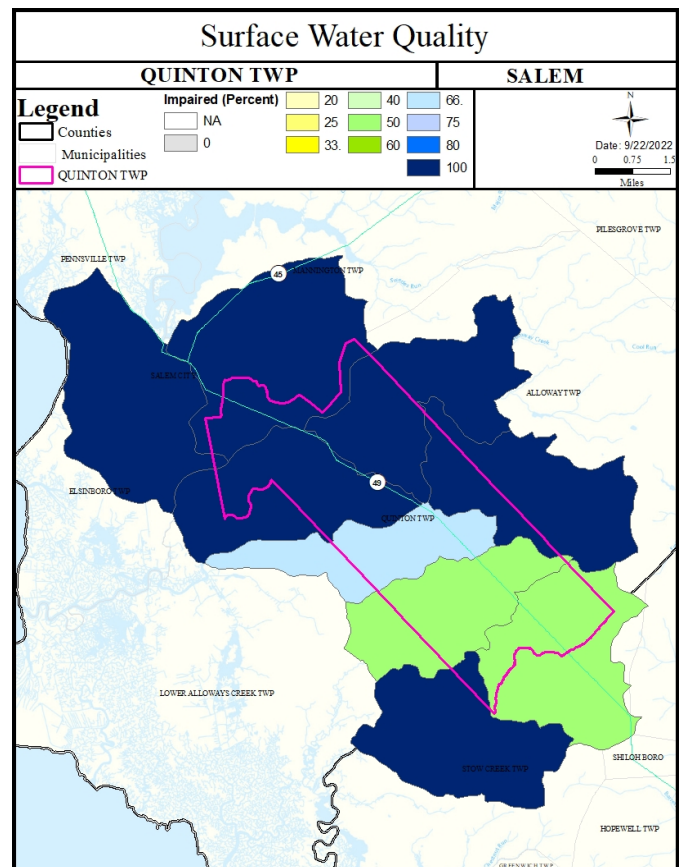 Surface Water Quality
QUINTON TWP SALEM
Legend
Counties
Municipalities
QUINTON TWP
Impaired (Percent)
NA
0
20 40 66.
25 50 75
33. 60 80
100
N
Date: 9/22/2022
0 0.75 1.5
Miles
PILESGROVE TWP
PENNSVILLE TWP
45
MANNINGTON TWP
SALEM CITY
ALLOWAY TWP
49
ELSINBORO TWP
QUINTON TWP
LOWER ALLOWAYS CREEK TWP
SHILOH BORO
STOW CREEK TWP
HOPEWELL TWP
GREENWICH TWP